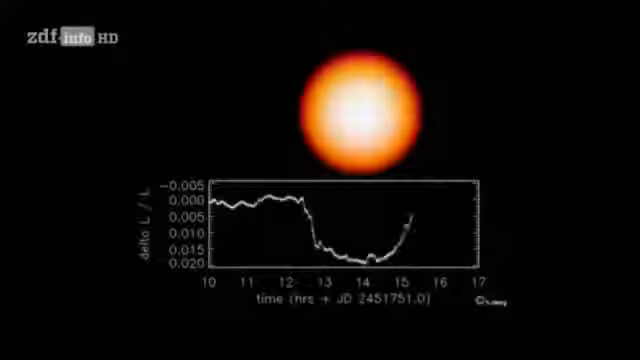 zdf info HD
-0.005
0.000
0.005
0.010
0.015
0.020
delta L / L
10 11 12 13 14 15 16 17
time (hrs + JD 2451751.0)